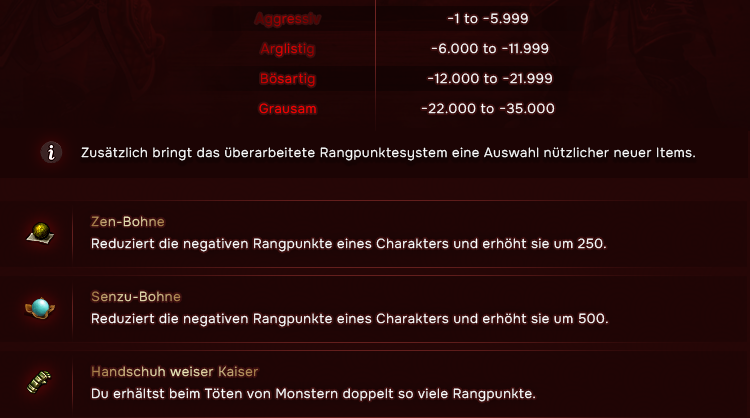 Aggressiv -1 to -5.999
Arglistig -6.000 to -11.999
Bösartig -12.000 to -21.999
Grausam -22.000 to -35.000
Zusätzlich bringt das überarbeitete Rangpunktesystem eine Auswahl nützlicher neuer Items.
Zen-Bohne
Reduziert die negativen Rangpunkte eines Charakters und erhöht sie um 250.
Senzu-Bohne
Reduziert die negativen Rangpunkte eines Charakters und erhöht sie um 500.
Handschuh weiser Kaiser
Du erhältst beim Töten von Monstern doppelt so viele Rangpunkte.